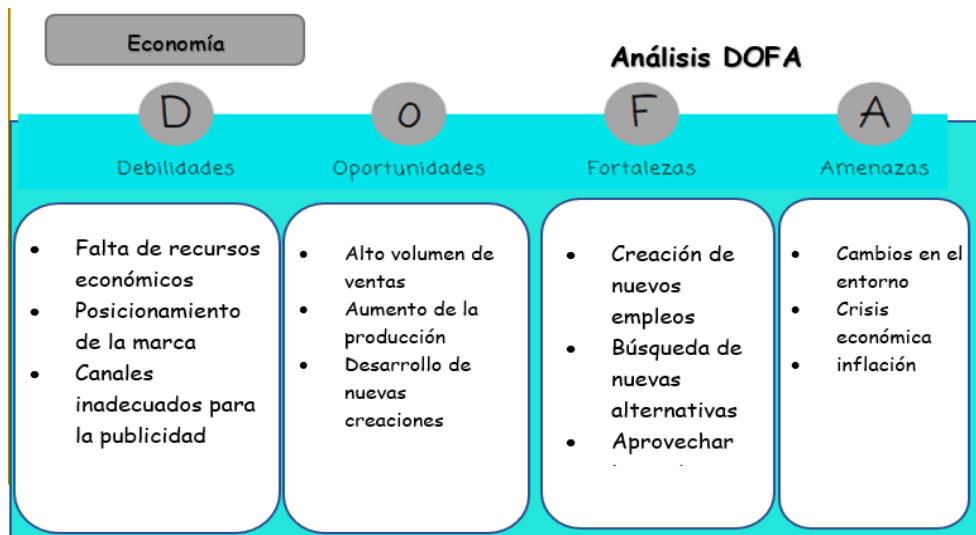 Economía
Análisis DOFA
D
O
F
A
Debilidades
Oportunidades
Fortalezas
Amenazas
• Falta de recursos
económicos
• Posicionamiento
de la marca
• Canales
inadecuados para
la publicidad
• Alto volumen de
ventas
• Aumento de la
producción
• Desarrollo de
nuevas
creaciones
• Creación de
nuevos
empleos
• Búsqueda de
nuevas
alternativas
• Aprovechar
• Cambios en el
entorno
• Crisis
económica
• inflación